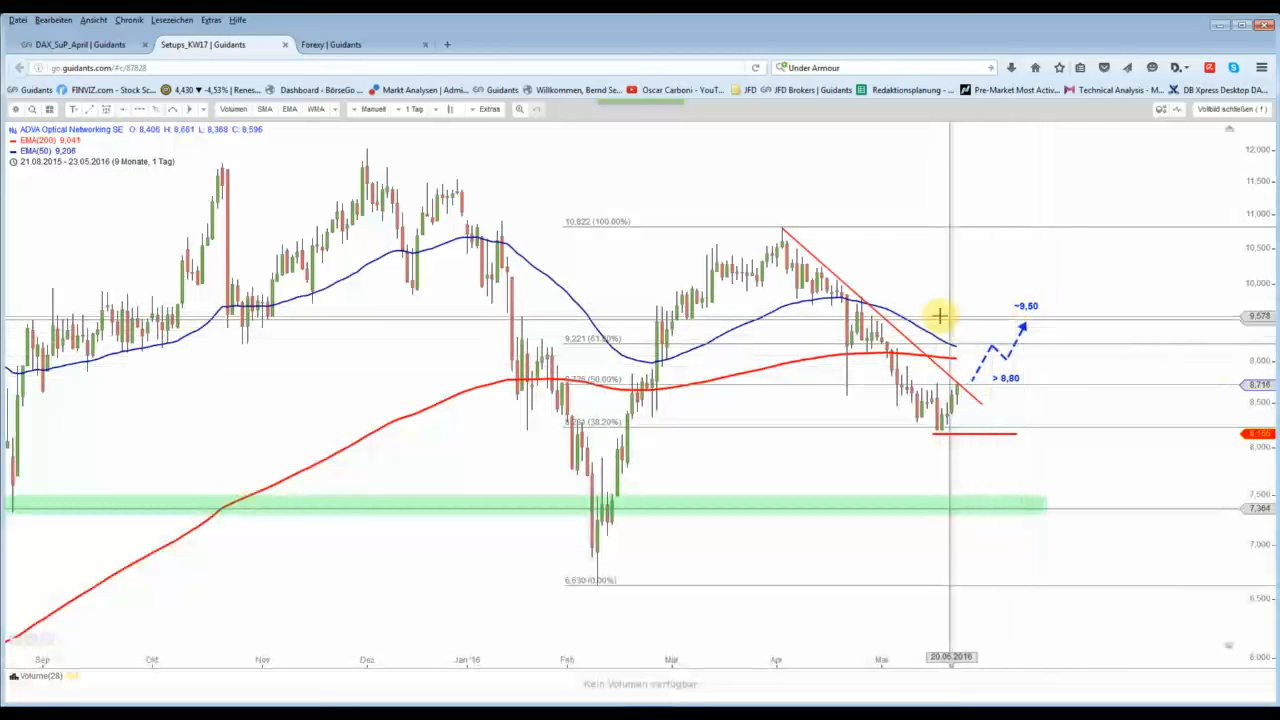 Datei Bearbeiten Ansicht Chronik Lesezeichen Extras Hilfe
DAX_SuP_April | Guidants Setups_KW17 | Guidants Forexy | Guidants
go.guidants.com/#c/87828 Under Armour
Guidants FINVIZ.com - Stock Sc... 4,430 ▼ -4,53% | Renes... Dashboard - BörseGo ... Markt Analysen | Admi... Guidants Willkommen, Bernd Se... Oscar Carboni - YouT... JFD JFD Brokers | Guidants Redaktionsplanung - ... Pre-Market Most Activ... Technical Analysis - M... DB Xpress Desktop DA...
Volumen SMA EMA WMA Manuell 1 Tag Extras Vollbild schließen ( f )
ADVA Optical Networking SE O: 8,406 H: 8,661 L: 8,368 C: 8,596
EMA(200) 9,041
EMA(50) 9,206
21.08.2015 - 23.05.2016 (9 Monate, 1 Tag)
12,000
11,500
11,000
10,822 (100.00%)
10,500
10,000
~9,50
9,578
9,221 (61.80%)
9,000
8,726 (50.00%)
> 8,80
8,716
8,500
8,284 (38.20%)
8,155
8,000
7,500
7,364
7,000
6,630 (0.00%)
6,500
6,000
Sep Okt Nov Dez Jan '16 Feb Mär Apr Mai 20.05.2016
Volume(28)
Kein Volumen verfügbar